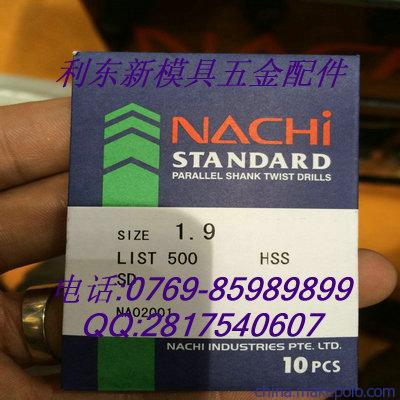 利东新模具五金配件
NACHi
STANDARD
PARALLEL SHANK TWIST DRILLS
SIZE 1.9
LIST 500 HSS
SD
电话:0769-85989899
NA02001
QQ:2817540607
NACHI INDUSTRIES PTE. LTD.
10 PCS
china.makepolo.com